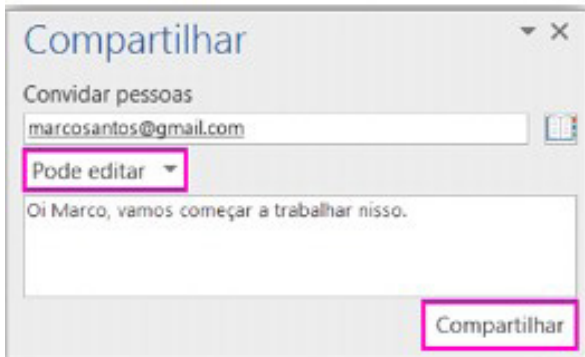 Compartilhar
Convidar pessoas
marcosantos@gmail.com
Pode editar
Oi Marco, vamos começar a trabalhar nisso.
Compartilhar